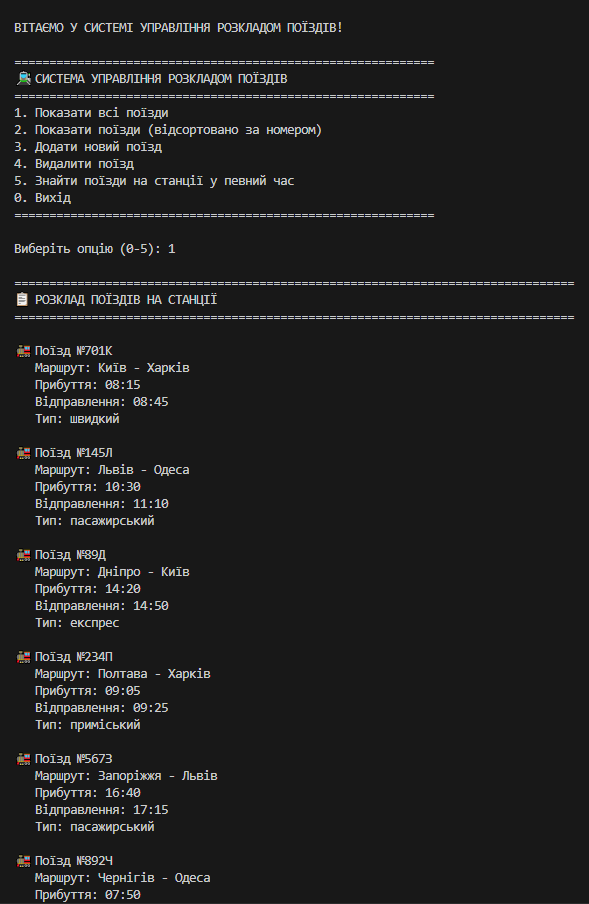 ВІТАЄМО У СИСТЕМІ УПРАВЛІННЯ РОЗКЛАДОМ ПОЇЗДІВ!
============================================================
🚉 СИСТЕМА УПРАВЛІННЯ РОЗКЛАДОМ ПОЇЗДІВ
============================================================
1. Показати всі поїзди
2. Показати поїзди (відсортовано за номером)
3. Додати новий поїзд
4. Видалити поїзд
5. Знайти поїзди на станції у певний час
0. Вихід
============================================================
Виберіть опцію (0-5): 1
================================================================================
📋 РОЗКЛАД ПОЇЗДІВ НА СТАНЦІЇ
================================================================================
🚂 Поїзд №701К
Маршрут: Київ - Харків
Прибуття: 08:15
Відправлення: 08:45
Тип: швидкий
🚂 Поїзд №145Л
Маршрут: Львів - Одеса
Прибуття: 10:30
Відправлення: 11:10
Тип: пасажирський
🚂 Поїзд №89Д
Маршрут: Дніпро - Київ
Прибуття: 14:20
Відправлення: 14:50
Тип: експрес
🚂 Поїзд №234П
Маршрут: Полтава - Харків
Прибуття: 09:05
Відправлення: 09:25
Тип: приміський
🚂 Поїзд №567З
Маршрут: Запоріжжя - Львів
Прибуття: 16:40
Відправлення: 17:15
Тип: пасажирський
🚂 Поїзд №892Ч
Маршрут: Чернігів - Одеса
Прибуття: 07:50